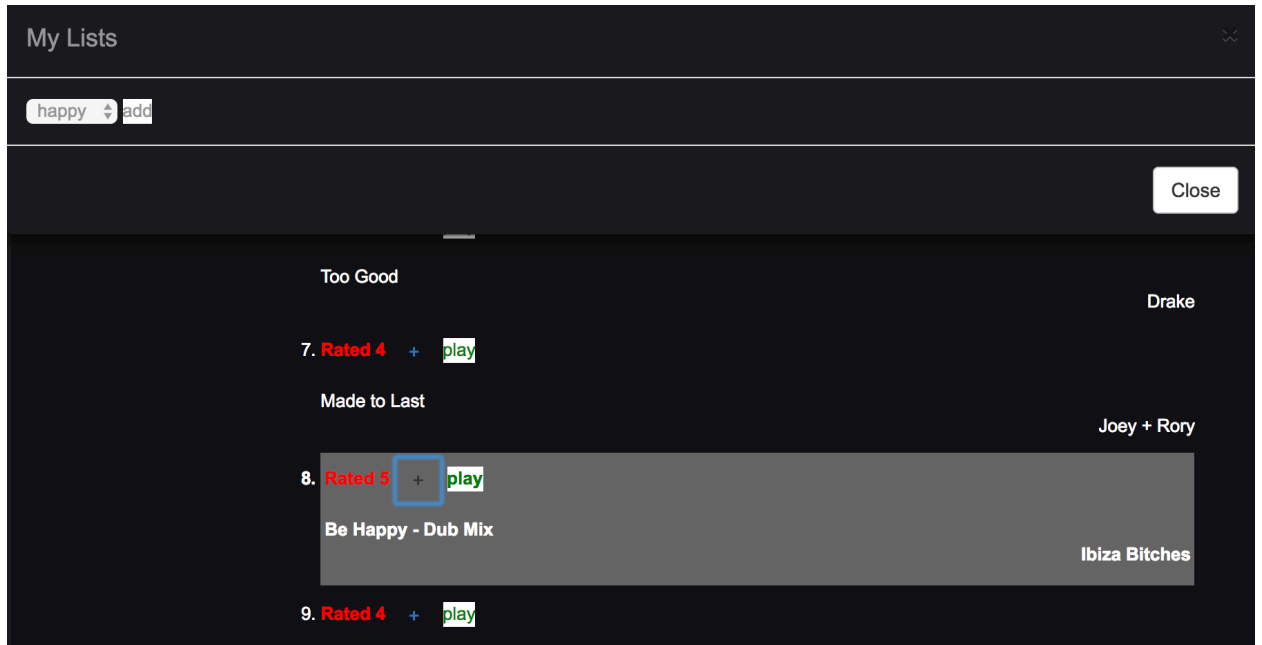 My Lists
happy add
Close
Too Good
Drake
7. Rated 4 + play
Made to Last
Joey + Rory
8. Rated 5 + play
Be Happy - Dub Mix
Ibiza Bitches
9. Rated 4 + play